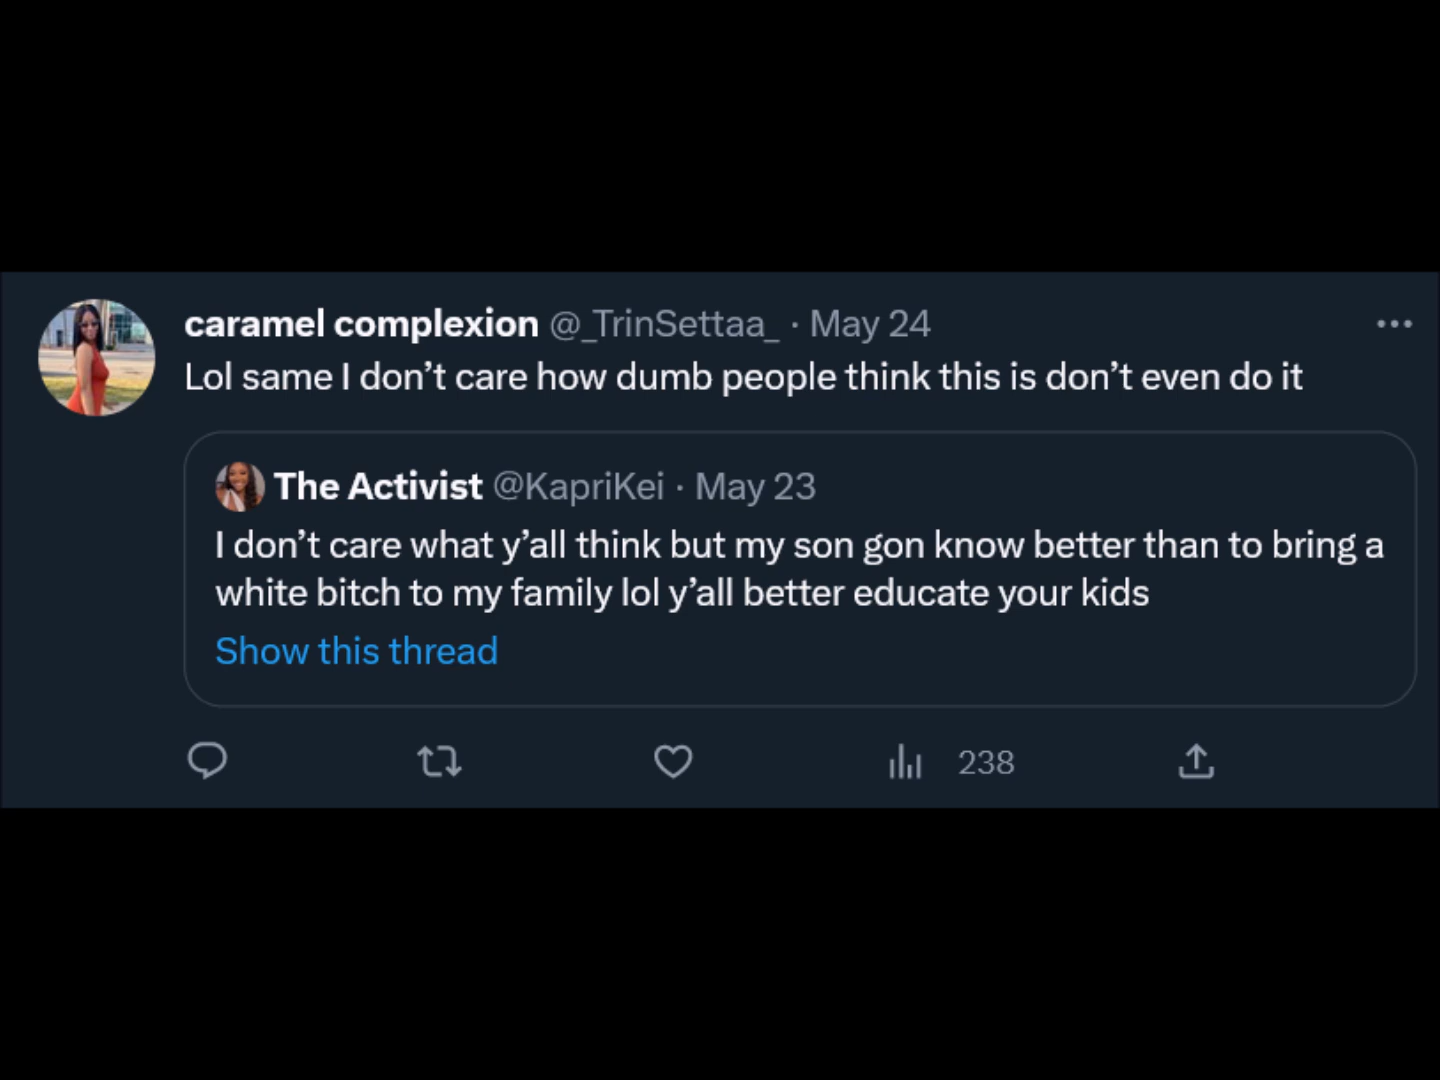 caramel complexion @_TrinSettaa_ · May 24
Lol same I don’t care how dumb people think this is don’t even do it
The Activist @KapriKei · May 23
I don’t care what y’all think but my son gon know better than to bring a
white bitch to my family lol y’all better educate your kids
Show this thread
238